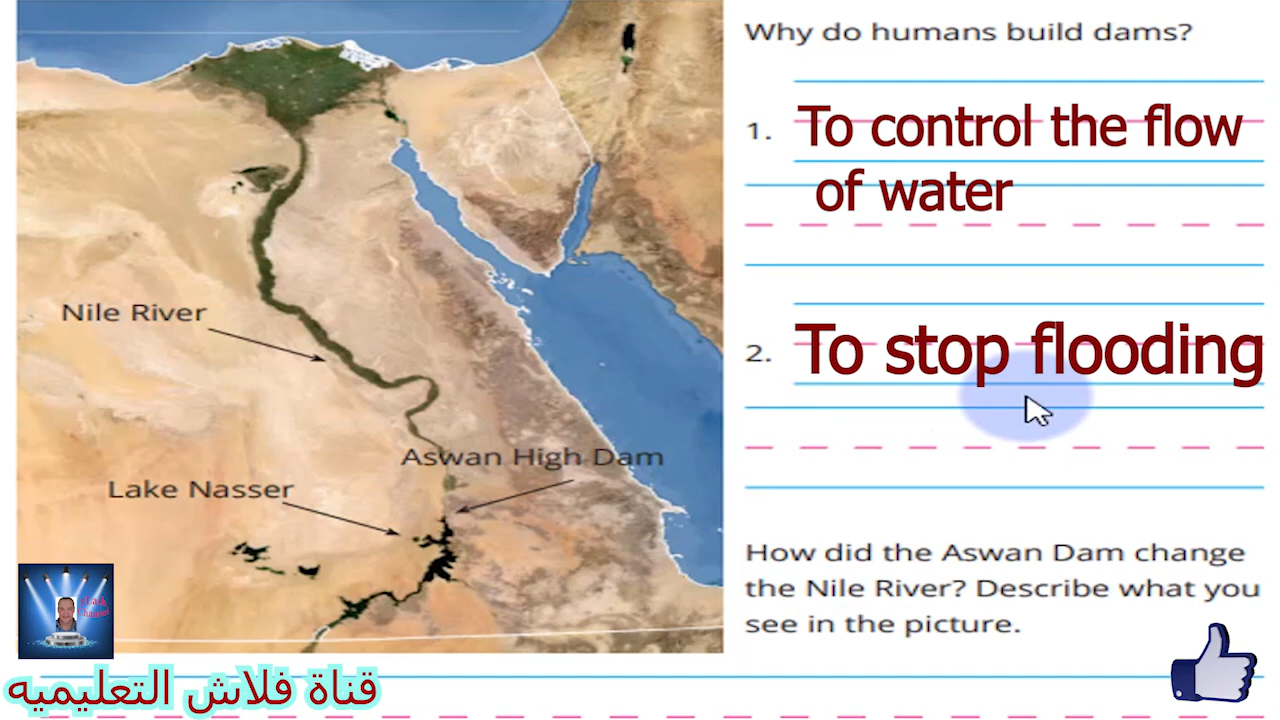 Why do humans build dams?
1. To control the flow
of water
2. To stop flooding
Nile River
Aswan High Dam
Lake Nasser
How did the Aswan Dam change
the Nile River? Describe what you
see in the picture.
قناة فلاش التعليميه